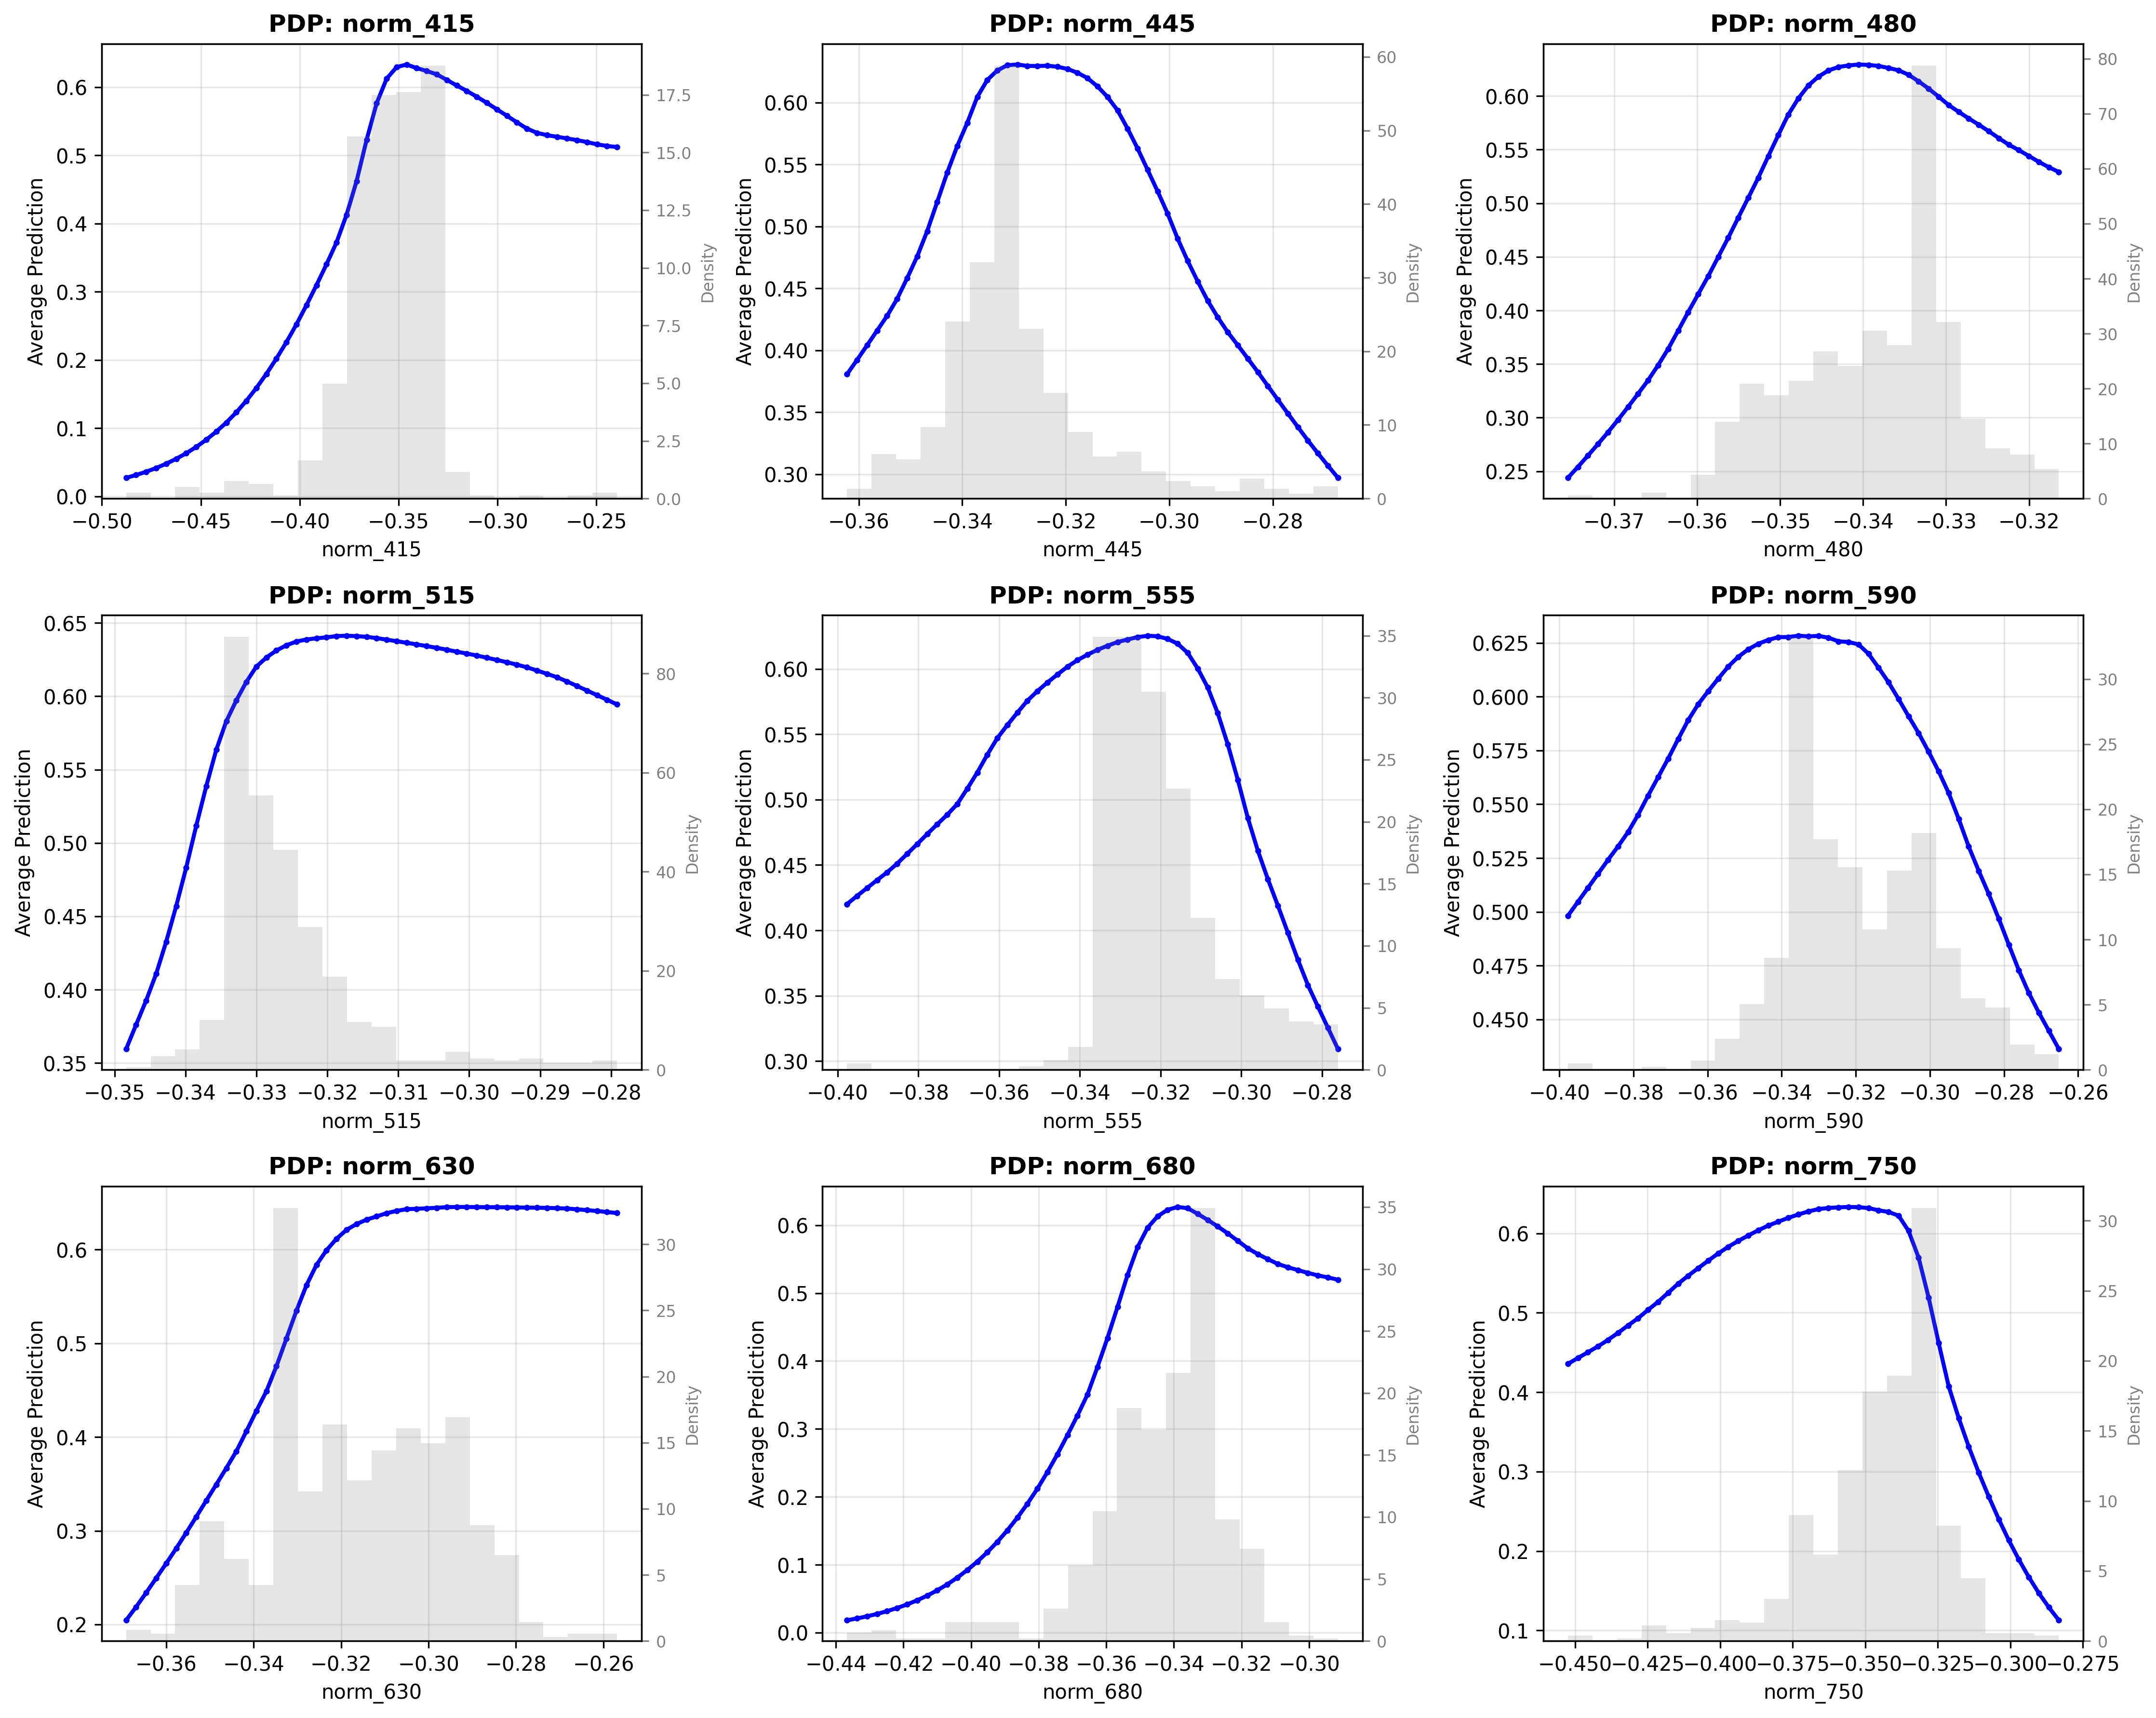 PDP: norm_415
0.6
0.5
0.4
0.3
0.2
0.1
0.0
Average Prediction
17.5
15.0
12.5
10.0
7.5
5.0
2.5
0.0
Density
−0.50 −0.45 −0.40 −0.35 −0.30 −0.25
norm_415
PDP: norm_445
0.60
0.55
0.50
0.45
0.40
0.35
0.30
Average Prediction
60
50
40
30
20
10
0
Density
−0.36 −0.34 −0.32 −0.30 −0.28
norm_445
PDP: norm_480
0.60
0.55
0.50
0.45
0.40
0.35
0.30
0.25
Average Prediction
80
70
60
50
40
30
20
10
0
Density
−0.37 −0.36 −0.35 −0.34 −0.33 −0.32
norm_480
PDP: norm_515
0.65
0.60
0.55
0.50
0.45
0.40
0.35
Average Prediction
80
60
40
20
0
Density
−0.35 −0.34 −0.33 −0.32 −0.31 −0.30 −0.29 −0.28
norm_515
PDP: norm_555
0.60
0.55
0.50
0.45
0.40
0.35
0.30
Average Prediction
35
30
25
20
15
10
5
0
Density
−0.40 −0.38 −0.36 −0.34 −0.32 −0.30 −0.28
norm_555
PDP: norm_590
0.625
0.600
0.575
0.550
0.525
0.500
0.475
0.450
Average Prediction
30
25
20
15
10
5
0
Density
−0.40 −0.38 −0.36 −0.34 −0.32 −0.30 −0.28 −0.26
norm_590
PDP: norm_630
0.6
0.5
0.4
0.3
0.2
Average Prediction
30
25
20
15
10
5
0
Density
−0.36 −0.34 −0.32 −0.30 −0.28 −0.26
norm_630
PDP: norm_680
0.6
0.5
0.4
0.3
0.2
0.1
0.0
Average Prediction
35
30
25
20
15
10
5
0
Density
−0.44 −0.42 −0.40 −0.38 −0.36 −0.34 −0.32 −0.30
norm_680
PDP: norm_750
0.6
0.5
0.4
0.3
0.2
0.1
Average Prediction
30
25
20
15
10
5
0
Density
−0.450 −0.425 −0.400 −0.375 −0.350 −0.325 −0.300 −0.275
norm_750